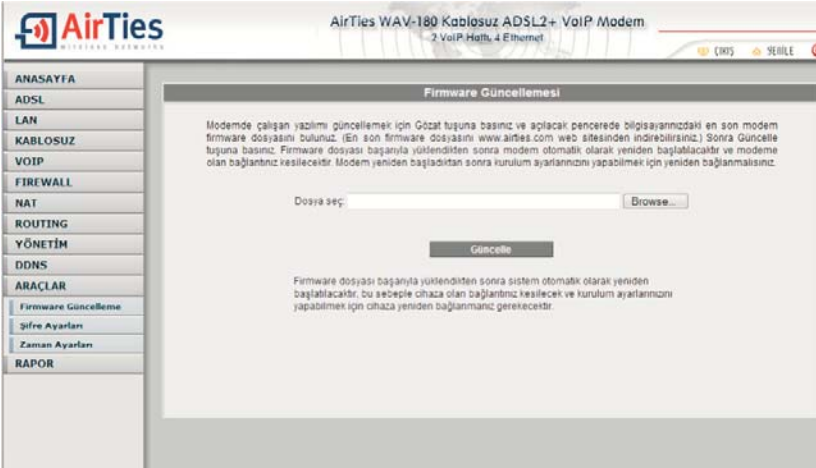 AirTies
wireless networks
AirTies WAV-180 Kablosuz ADSL2+ VoIP Modem
2 VoIP Hattı, 4 Ethernet
ÇIKIŞ
YENİLE
ANASAYFA
ADSL
LAN
KABLOSUZ
VOIP
FIREWALL
NAT
ROUTING
YÖNETİM
DDNS
ARAÇLAR
Firmware Güncelleme
Şifre Ayarları
Zaman Ayarları
RAPOR
Firmware Güncellemesi
Modemde çalışan yazılımı güncellemek için Gözat tuşuna basınız ve açılacak pencerede bilgisayarınızdaki en son modem
firmware dosyasını bulunuz. (En son firmware dosyasını www.airties.com web sitesinden indirebilirsiniz.) Sonra Güncelle
tuşuna basınız. Firmware dosyası başarıyla yüklendikten sonra modem otomatik olarak yeniden başlatılacaktır ve modeme
olan bağlantınız kesilecektir. Modem yeniden başladıktan sonra kurulum ayarlarınızını yapabilmek için yeniden bağlanmalısınız.
Dosya seç:
Browse...
Güncelle
Firmware dosyası başarıyla yüklendikten sonra sistem otomatik olarak yeniden
başlatılacaktır, bu sebeple cihaza olan bağlantınız kesilecek ve kurulum ayarlarınızını
yapabilmek için cihaza yeniden bağlanmanız gerekecektir.